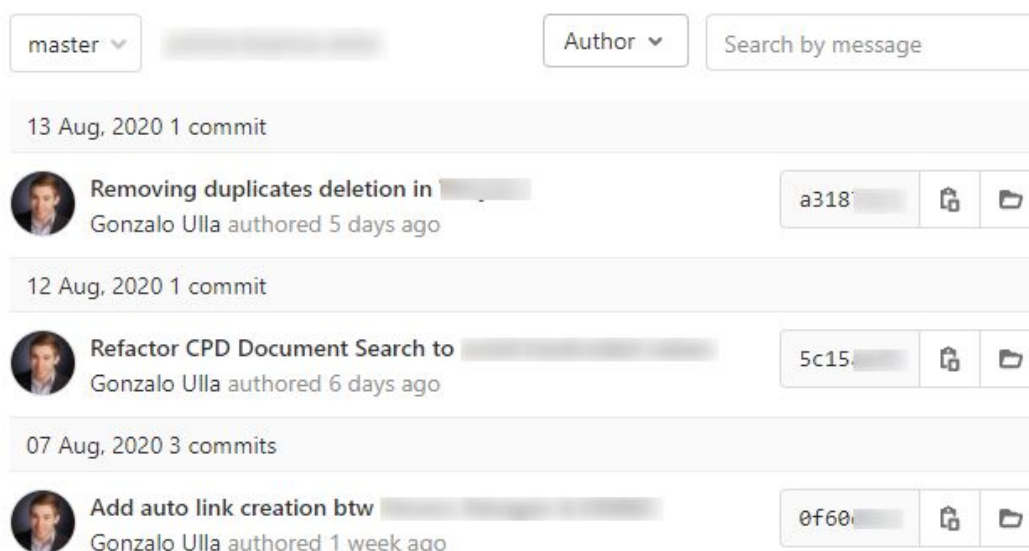 master
Author
Search by message
13 Aug, 2020 1 commit
Removing duplicates deletion in
a318
Gonzalo Ulla authored 5 days ago
12 Aug, 2020 1 commit
Refactor CPD Document Search to
5c15
Gonzalo Ulla authored 6 days ago
07 Aug, 2020 3 commits
Add auto link creation btw
0f60
Gonzalo Ulla authored 1 week ago